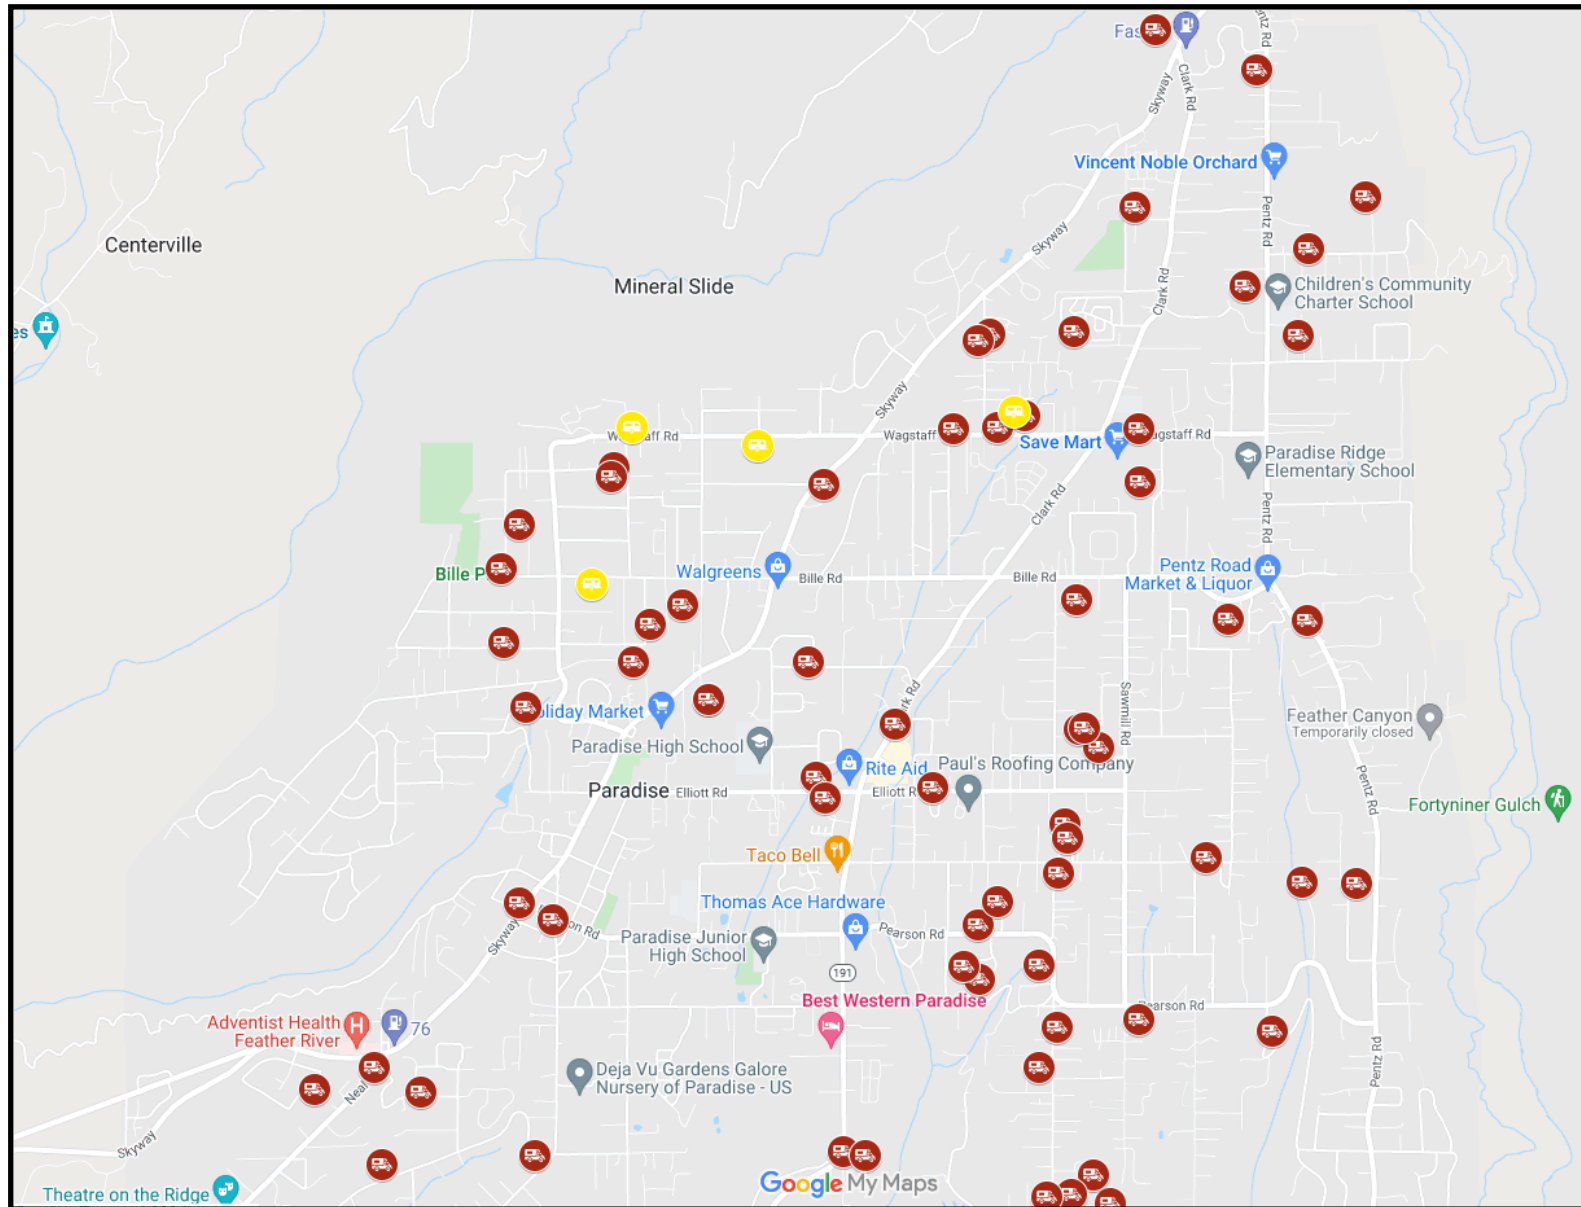 Fas
Pentz Rd
Clark Rd
Skyway
Vincent Noble Orchard
Pentz Rd
Centerville
Skyway
Mineral Slide
Clark Rd
Children's Community
Charter School
es
Skyway
Wagstaff
Save Mart
Paradise Ridge
Elementary School
Clark Rd
Pentz Rd
Bille
Walgreens
Bille Rd
Bille Rd
Pentz Road
Market & Liquor
Sawmill Rd
Holiday Market
Paradise High School
Feather Canyon
Temporarily closed
Rite Aid
Paul's Roofing Company
Paradise
Elliott Rd
Elliott
Pentz Rd
Fortyniner Gulch
Taco Bell
Thomas Ace Hardware
Skyway
Paradise Junior
High School
Pearson Rd
191
Best Western Paradise
Pearson Rd
Adventist Health
Feather River
H
76
Pentz Rd
Deja Vu Gardens Galore
Nursery of Paradise - US
Neal
Skyway
Theatre on the Ridge
Google My Maps